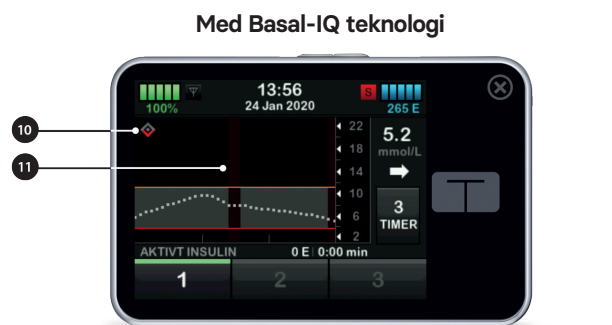 Med Basal-IQ teknologi
13:56
100%
24 Jan 2020
S
265 E
10
22
5.2
18
mmol/L
11
14
10
3
6
TIMER
2
AKTIVT INSULIN
0 E 0:00 min
1
2
3